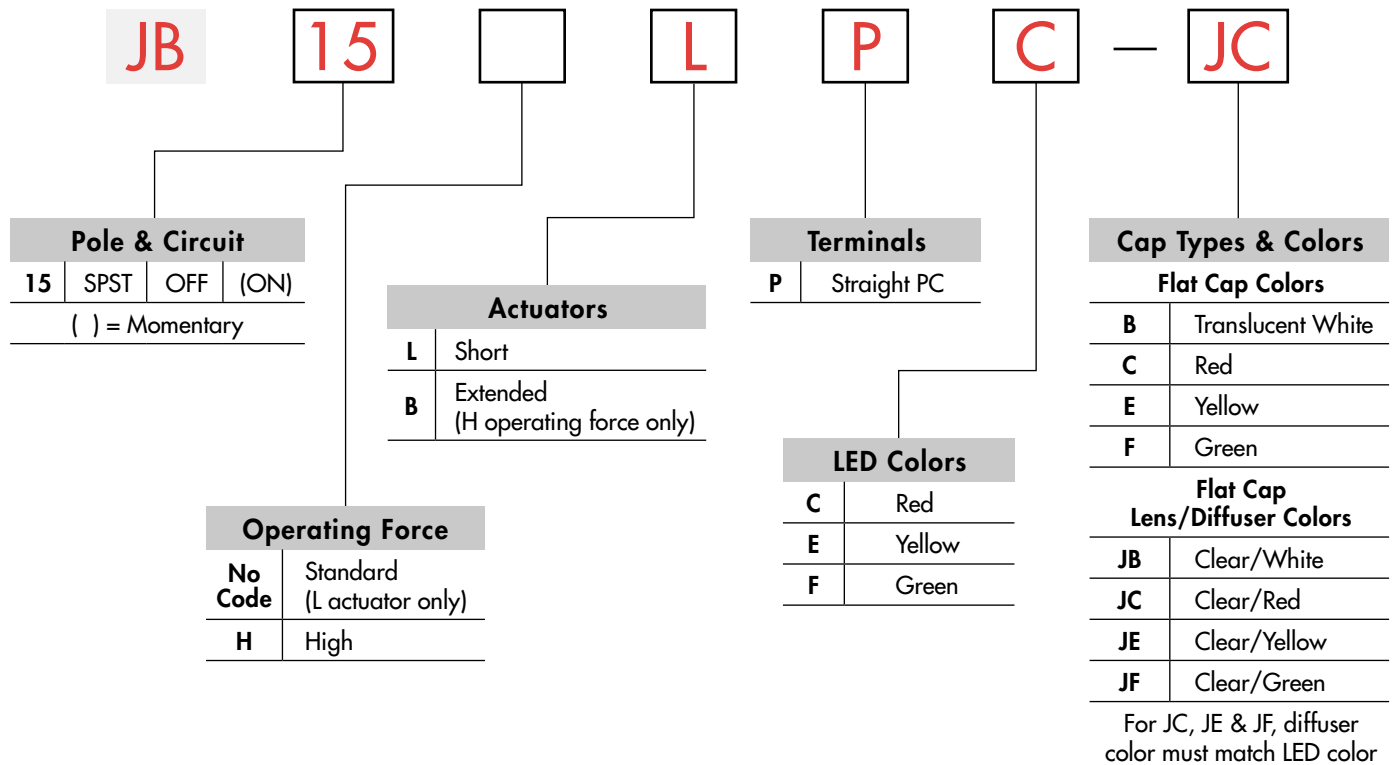 JB 15 L P C — JC
Pole & Circuit
15 SPST OFF (ON)
( ) = Momentary
Operating Force
No Code Standard (L actuator only)
H High
Actuators
L Short
B Extended (H operating force only)
Terminals
P Straight PC
LED Colors
C Red
E Yellow
F Green
Cap Types & Colors
Flat Cap Colors
B Translucent White
C Red
E Yellow
F Green
Flat Cap
Lens/Diffuser Colors
JB Clear/White
JC Clear/Red
JE Clear/Yellow
JF Clear/Green
For JC, JE & JF, diffuser
color must match LED color